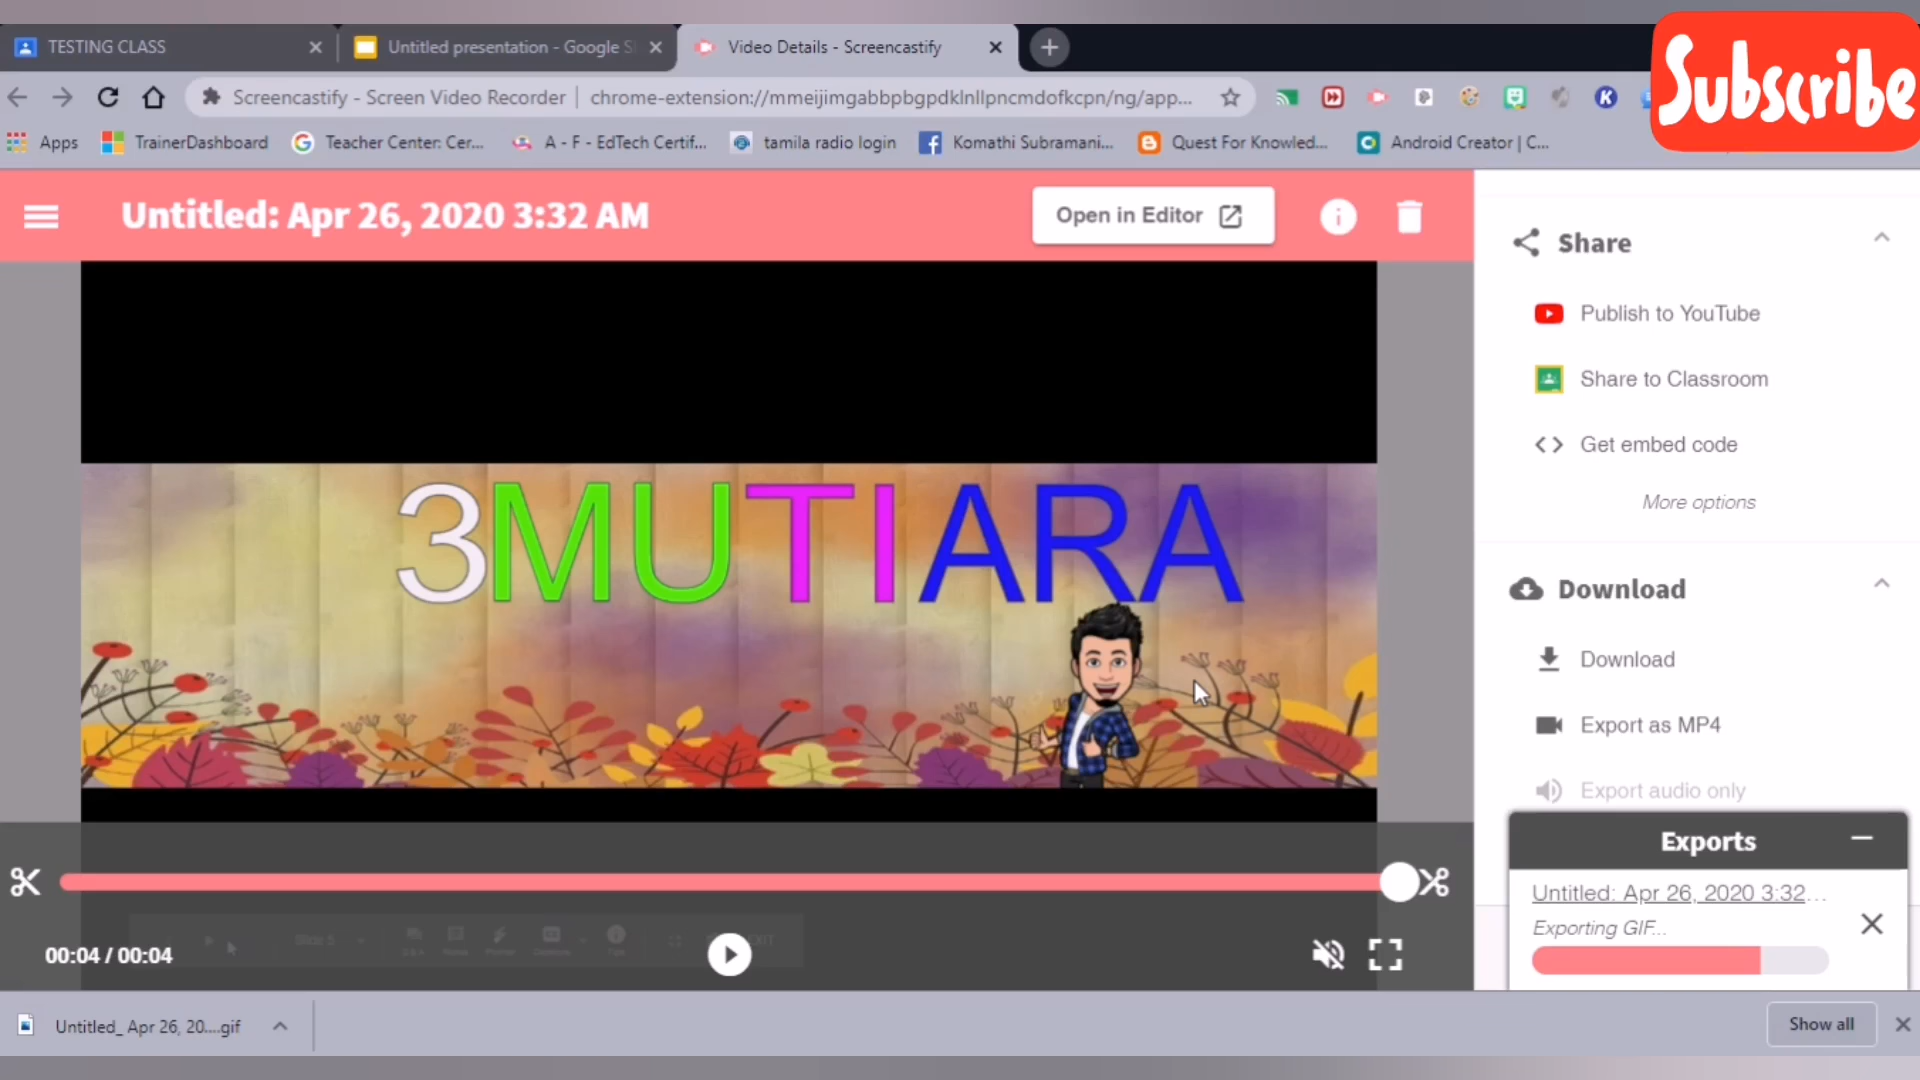 TESTING CLASS
Untitled presentation - Google S
Video Details - Screencastify
Subscribe
Screencastify - Screen Video Recorder
chrome-extension://mmeijimgabbpbgpdklnllpncmdofkcpn/ng/app...
Apps
TrainerDashboard
Teacher Center: Cer...
A - F - EdTech Certif...
tamila radio login
Komathi Subramani...
Quest For Knowled...
Android Creator | C...
Untitled: Apr 26, 2020 3:32 AM
Open in Editor
3MUTIARA
00:04 / 00:04
Slide 5
EXIT
Share
Publish to YouTube
Share to Classroom
Get embed code
More options
Download
Download
Export as MP4
Export audio only
Exports
Untitled: Apr 26, 2020 3:32...
Exporting GIF...
Untitled_ Apr 26, 20....gif
Show all